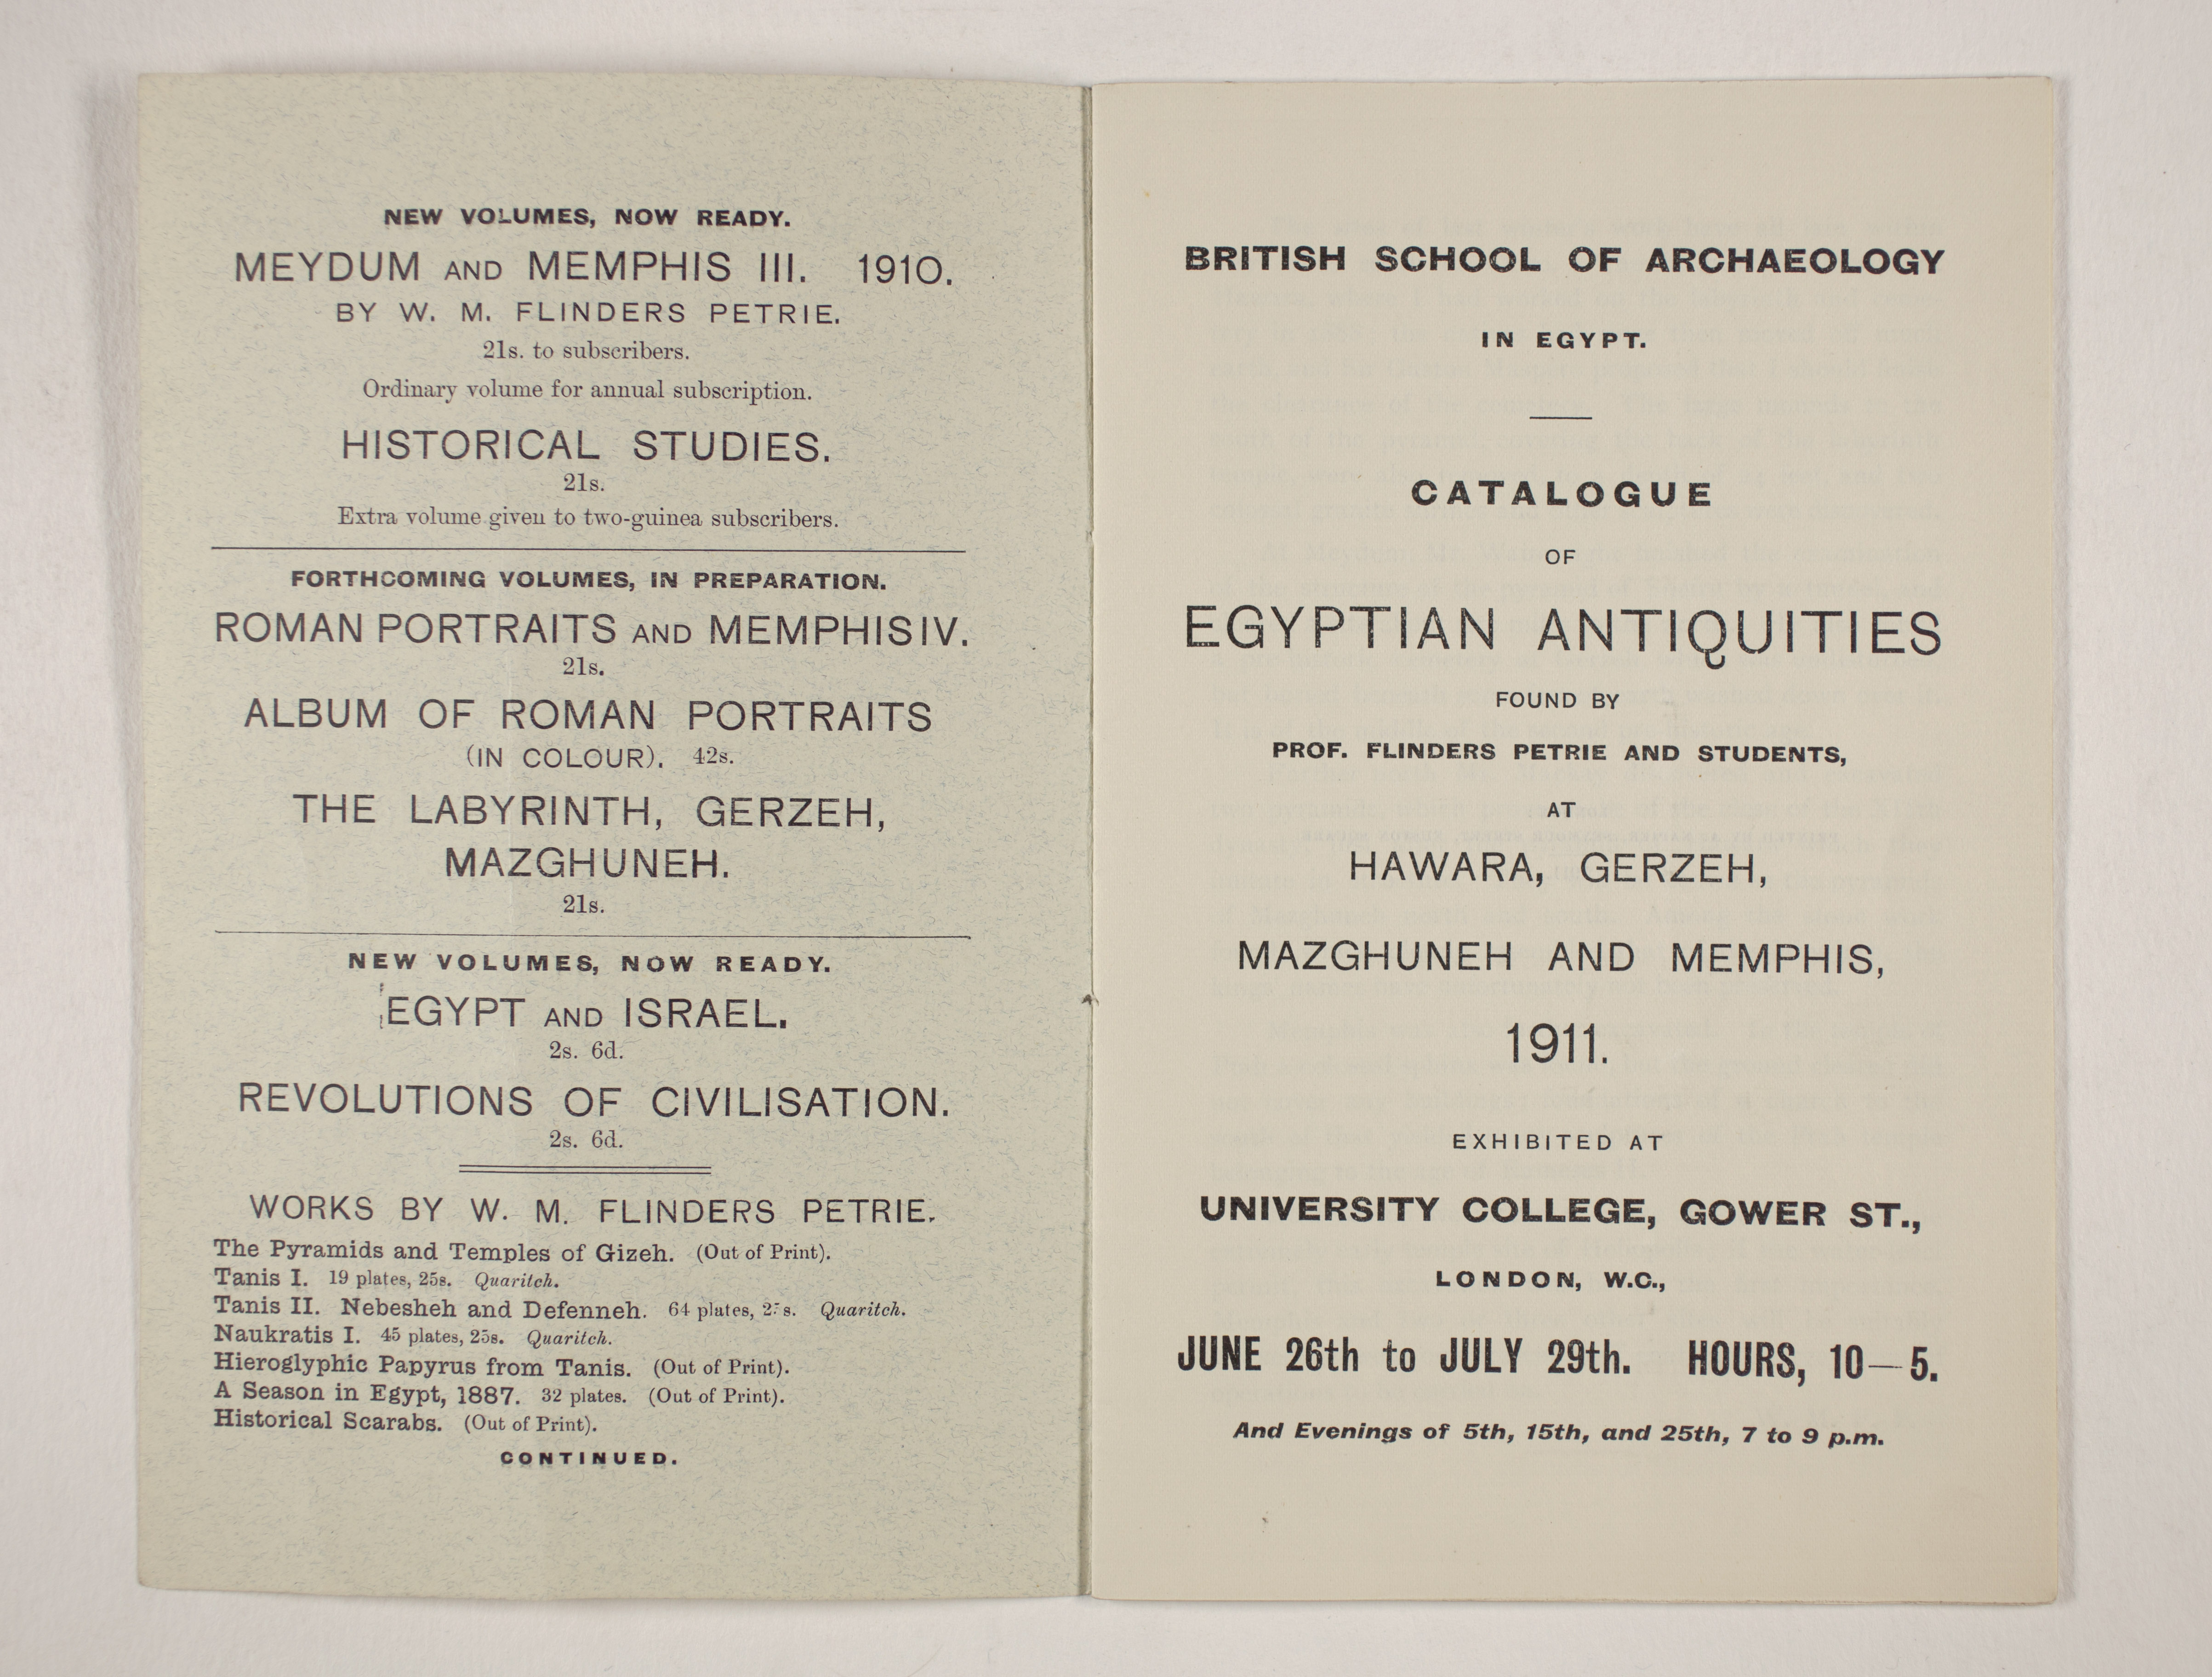 NEW VOLUMES, NOW READY.
MEYDUM AND MEMPHIS III. 1910.
BY W. M. FLINDERS PETRIE.
21s. to subscribers.
Ordinary volume for annual subscription.
HISTORICAL STUDIES.
21s.
Extra volume given to two-guinea subscribers.
FORTHCOMING VOLUMES, IN PREPARATION.
ROMAN PORTRAITS AND MEMPHIS IV.
21s.
ALBUM OF ROMAN PORTRAITS
(IN COLOUR). 42s.
THE LABYRINTH, GERZEH,
MAZGHUNEH.
21s.
NEW VOLUMES, NOW READY.
EGYPT AND ISRAEL.
2s. 6d.
REVOLUTIONS OF CIVILISATION.
2s. 6d.
WORKS BY W. M. FLINDERS PETRIE.
The Pyramids and Temples of Gizeh. (Out of Print).
Tanis I. 19 plates, 25s. Quaritch.
Tanis II. Nebesheh and Defenneh. 64 plates, Quaritch.
Naukratis I. 45 plates, 25s. Quaritch.
Hieroglyphic Papyrus from Tanis. (Out of Print).
A Season in Egypt, 1887. 32 plates. (Out of Print).
Historical Scarabs. (Out of Print).
CONTINUED.
BRITISH SCHOOL OF ARCHAEOLOGY
IN EGYPT.
CATALOGUE
OF
EGYPTIAN ANTIQUITIES
FOUND BY
PROF. FLINDERS PETRIE AND STUDENTS,
AT
HAWARA, GERZEH,
MAZGHUNEH AND MEMPHIS,
1911.
EXHIBITED AT
UNIVERSITY COLLEGE, GOWER ST.,
LONDON, W.C.,
JUNE 26th to JULY 29th. HOURS, 10—5.
And Evenings of 5th, 15th, and 25th, 7 to 9 p.m.